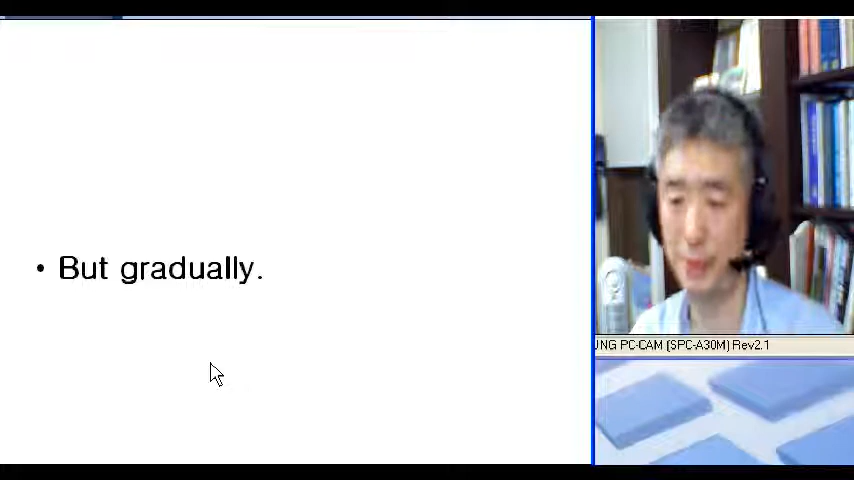 • But gradually.
UNG PC-CAM (SPC-A30M) Rev2.1